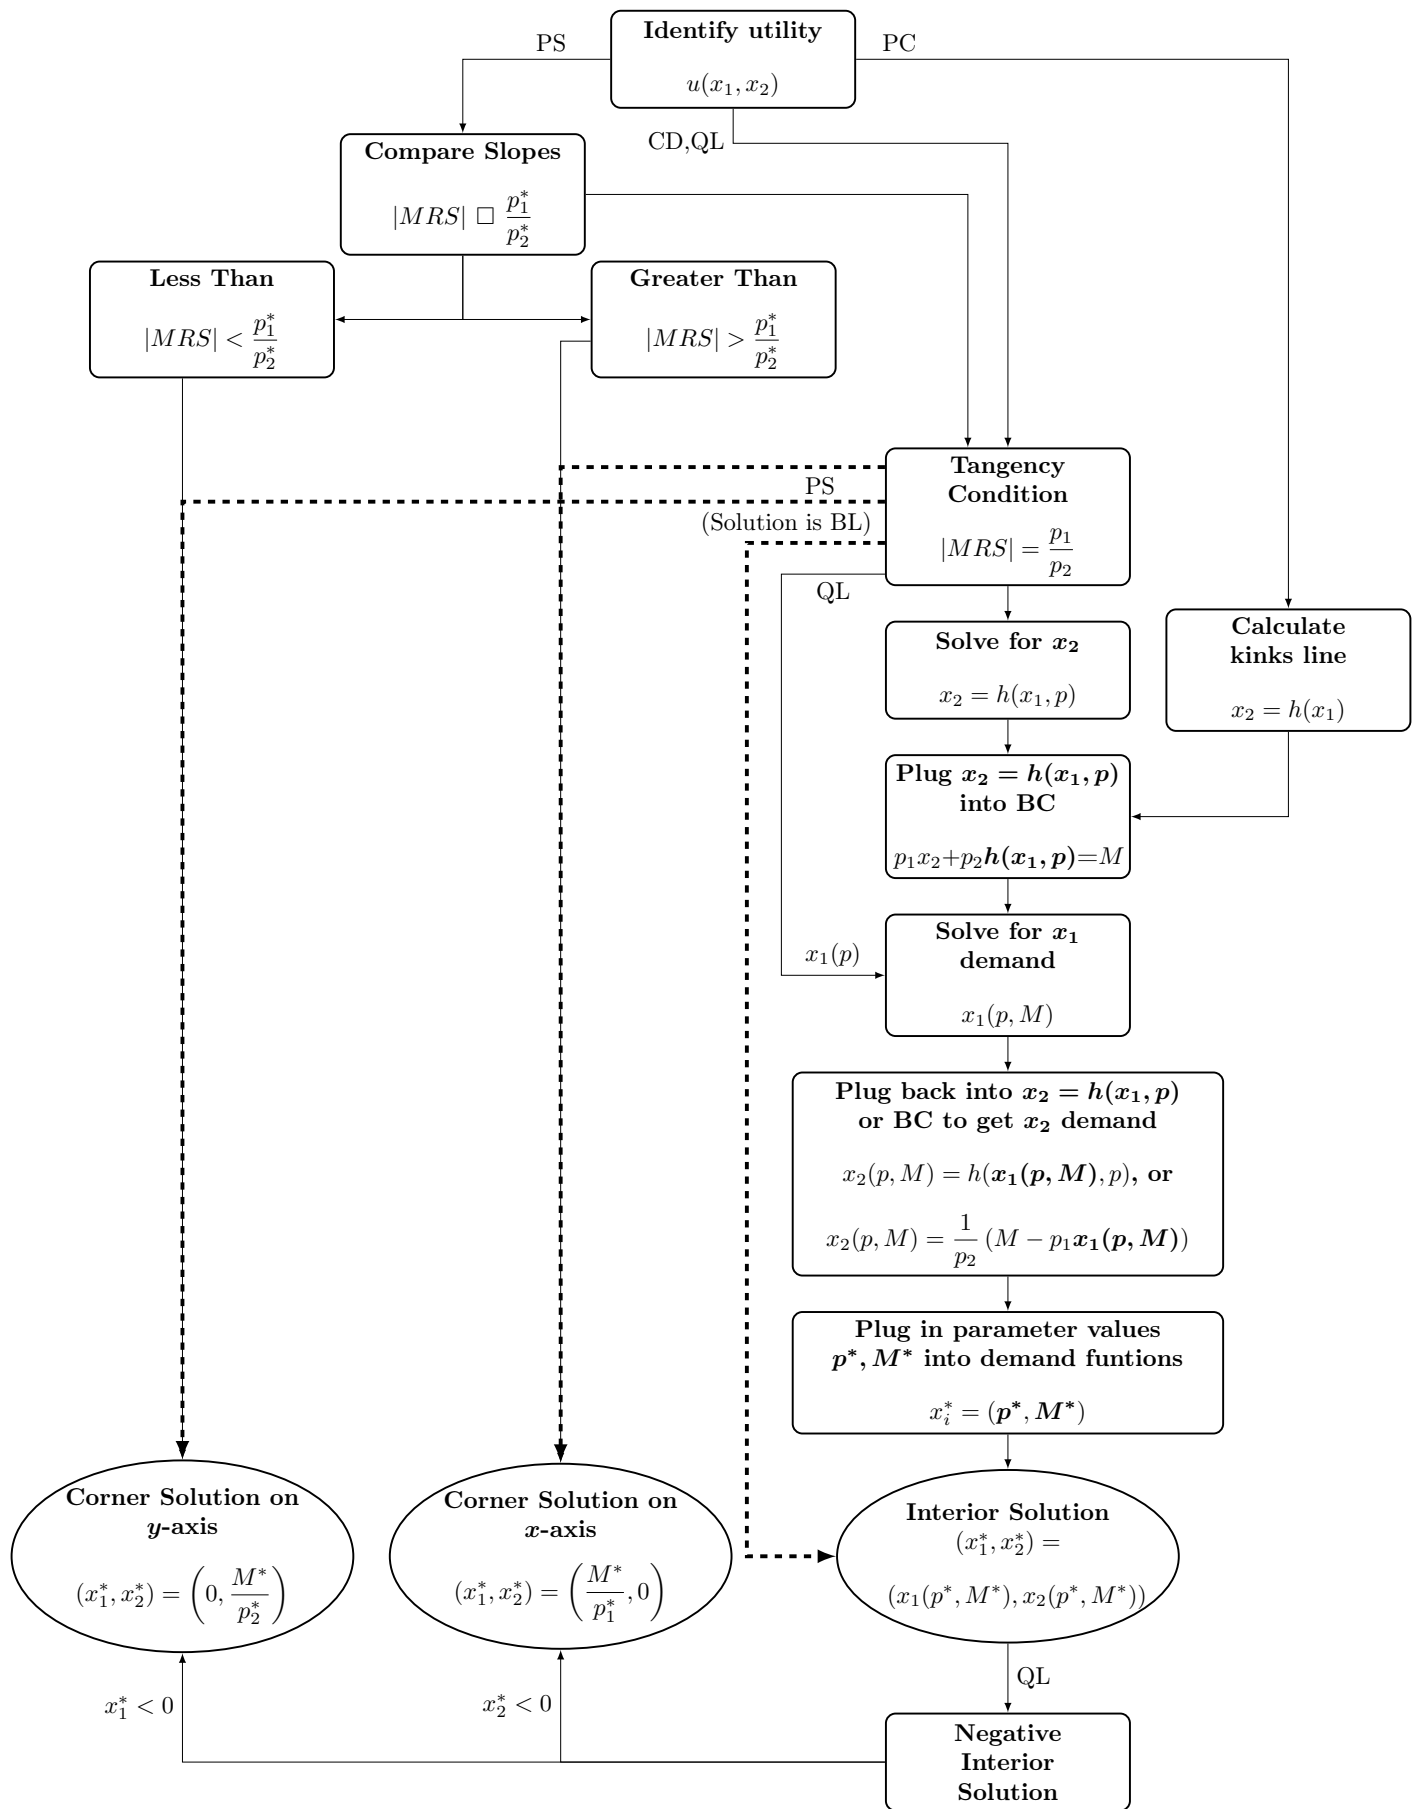 Identify utility
u(x₁, x₂)
PS
PC
CD,QL
Compare Slopes
|MRS| □ p₁*/p₂*
Less Than
|MRS| < p₁*/p₂*
Greater Than
|MRS| > p₁*/p₂*
Tangency
Condition
|MRS| = p₁/p₂
PS
(Solution is BL)
QL
Solve for x₂
x₂ = h(x₁, p)
Calculate
kinks line
x₂ = h(x₁)
Plug x₂ = h(x₁, p)
into BC
p₁x₂+p₂h(x₁, p)=M
Solve for x₁
demand
x₁(p, M)
x₁(p)
Plug back into x₂ = h(x₁, p)
or BC to get x₂ demand
x₂(p, M) = h(x₁(p, M), p), or
x₂(p, M) = 1/p₂ (M − p₁x₁(p, M))
Plug in parameter values
p*, M* into demand funtions
xᵢ* = (p*, M*)
Corner Solution on
y-axis
(x₁*, x₂*) = (0, M*/p₂*)
Corner Solution on
x-axis
(x₁*, x₂*) = (M*/p₁*, 0)
Interior Solution
(x₁*, x₂*) =
(x₁(p*, M*), x₂(p*, M*))
x₁* < 0
x₂* < 0
QL
Negative
Interior
Solution